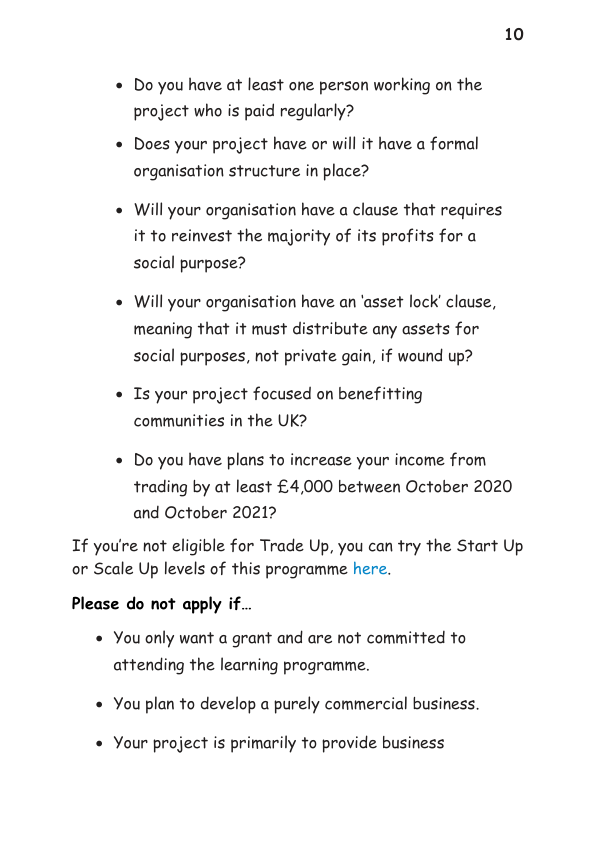 10
• Do you have at least one person working on the
project who is paid regularly?
• Does your project have or will it have a formal
organisation structure in place?
• Will your organisation have a clause that requires
it to reinvest the majority of its profits for a
social purpose?
• Will your organisation have an ‘asset lock’ clause,
meaning that it must distribute any assets for
social purposes, not private gain, if wound up?
• Is your project focused on benefitting
communities in the UK?
• Do you have plans to increase your income from
trading by at least £4,000 between October 2020
and October 2021?
If you’re not eligible for Trade Up, you can try the Start Up
or Scale Up levels of this programme here.
Please do not apply if…
• You only want a grant and are not committed to
attending the learning programme.
• You plan to develop a purely commercial business.
• Your project is primarily to provide business